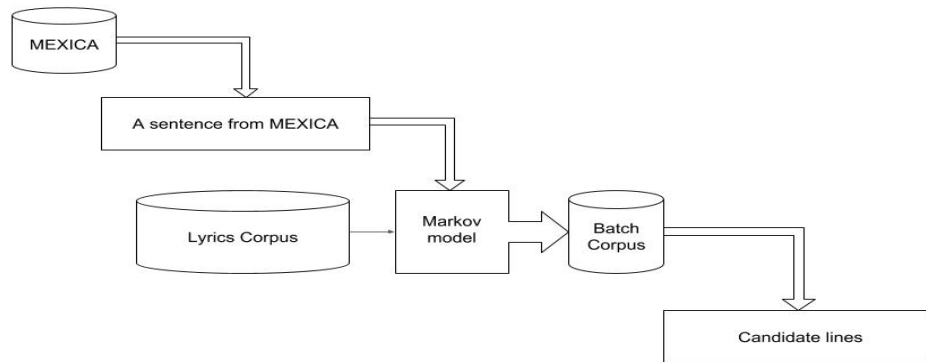 MEXICA
A sentence from MEXICA
Lyrics Corpus
Markov
model
Batch
Corpus
Candidate lines